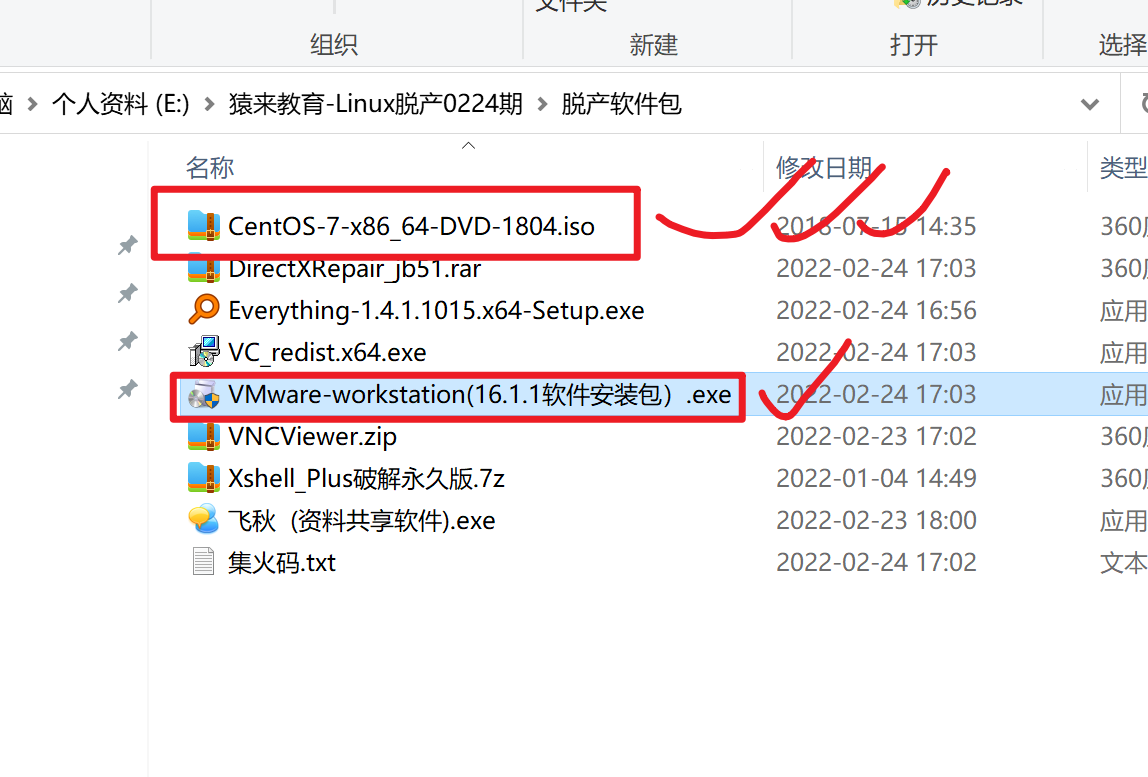 组织 新建 打开 选择
个人资料 (E:) 猿来教育-Linux脱产0224期 脱产软件包
名称 修改日期 类型
CentOS-7-x86_64-DVD-1804.iso 2018-07-15 14:35 360
DirectXRepair_jb51.rar 2022-02-24 17:03 360
Everything-1.4.1.1015.x64-Setup.exe 2022-02-24 16:56 应用
VC_redist.x64.exe 2022-02-24 17:03 应用
VMware-workstation(16.1.1软件安装包）.exe 2022-02-24 17:03 应用
VNCViewer.zip 2022-02-23 17:02 360
Xshell_Plus破解永久版.7z 2022-01-04 14:49 360
飞秋（资料共享软件).exe 2022-02-23 18:00 应用
集火码.txt 2022-02-24 17:02 文本